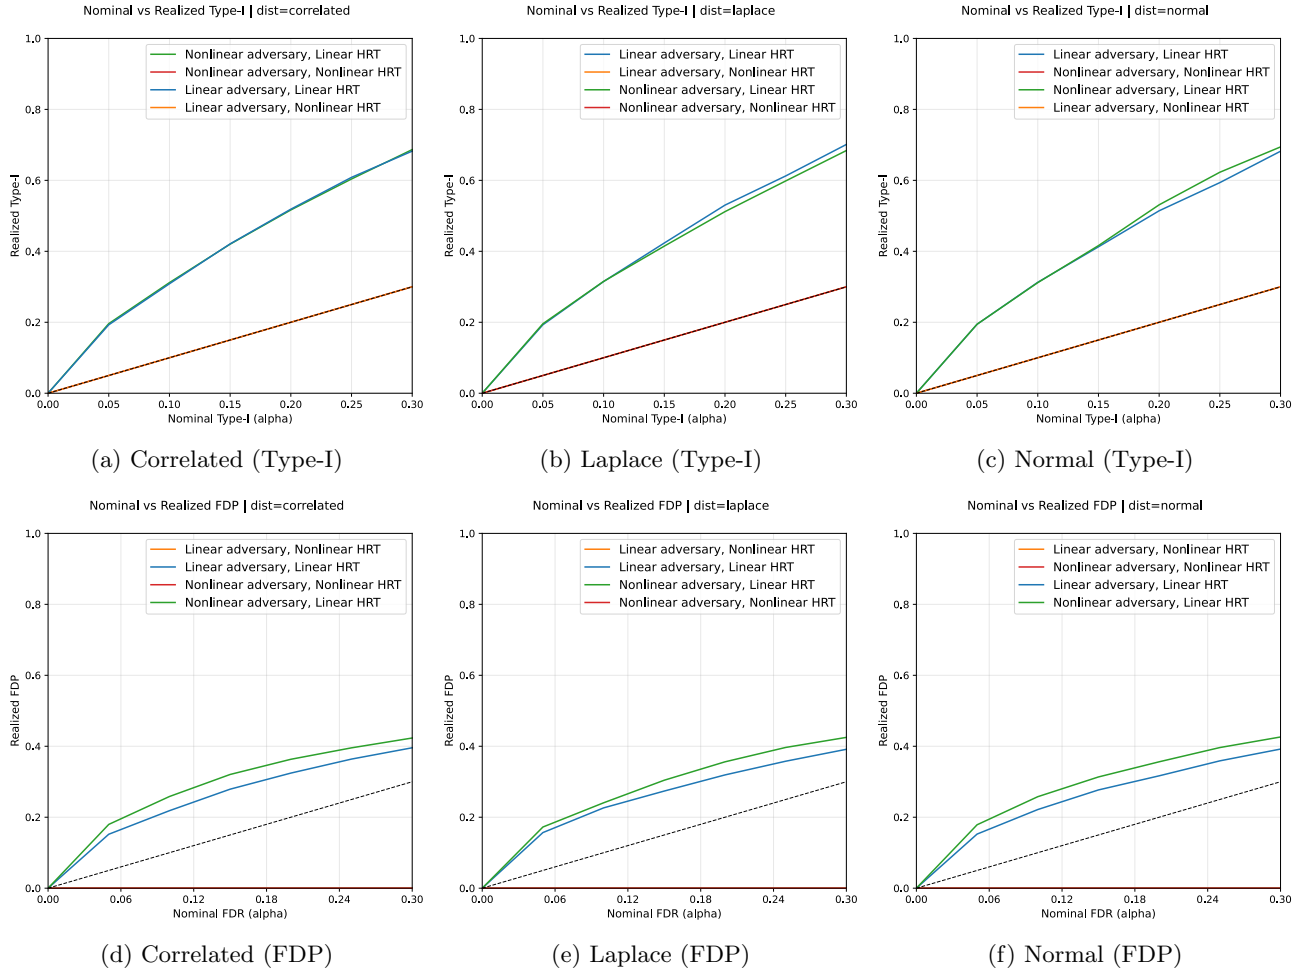 Nominal vs Realized Type-I | dist=correlated
1.0
0.8
0.6
0.4
0.2
0.0
Realized Type-I
Nonlinear adversary, Linear HRT
Nonlinear adversary, Nonlinear HRT
Linear adversary, Linear HRT
Linear adversary, Nonlinear HRT
0.00 0.05 0.10 0.15 0.20 0.25 0.30
Nominal Type-I (alpha)
(a) Correlated (Type-I)
Nominal vs Realized Type-I | dist=laplace
1.0
0.8
0.6
0.4
0.2
0.0
Realized Type-I
Linear adversary, Linear HRT
Linear adversary, Nonlinear HRT
Nonlinear adversary, Linear HRT
Nonlinear adversary, Nonlinear HRT
0.00 0.05 0.10 0.15 0.20 0.25 0.30
Nominal Type-I (alpha)
(b) Laplace (Type-I)
Nominal vs Realized Type-I | dist=normal
1.0
0.8
0.6
0.4
0.2
0.0
Realized Type-I
Linear adversary, Linear HRT
Nonlinear adversary, Nonlinear HRT
Nonlinear adversary, Linear HRT
Linear adversary, Nonlinear HRT
0.00 0.05 0.10 0.15 0.20 0.25 0.30
Nominal Type-I (alpha)
(c) Normal (Type-I)
Nominal vs Realized FDP | dist=correlated
1.0
0.8
0.6
0.4
0.2
0.0
Realized FDP
Linear adversary, Nonlinear HRT
Linear adversary, Linear HRT
Nonlinear adversary, Nonlinear HRT
Nonlinear adversary, Linear HRT
0.00 0.06 0.12 0.18 0.24 0.30
Nominal FDR (alpha)
(d) Correlated (FDP)
Nominal vs Realized FDP | dist=laplace
1.0
0.8
0.6
0.4
0.2
0.0
Realized FDP
Linear adversary, Nonlinear HRT
Linear adversary, Linear HRT
Nonlinear adversary, Linear HRT
Nonlinear adversary, Nonlinear HRT
0.00 0.06 0.12 0.18 0.24 0.30
Nominal FDR (alpha)
(e) Laplace (FDP)
Nominal vs Realized FDP | dist=normal
1.0
0.8
0.6
0.4
0.2
0.0
Realized FDP
Linear adversary, Nonlinear HRT
Nonlinear adversary, Nonlinear HRT
Linear adversary, Linear HRT
Nonlinear adversary, Linear HRT
0.00 0.06 0.12 0.18 0.24 0.30
Nominal FDR (alpha)
(f) Normal (FDP)